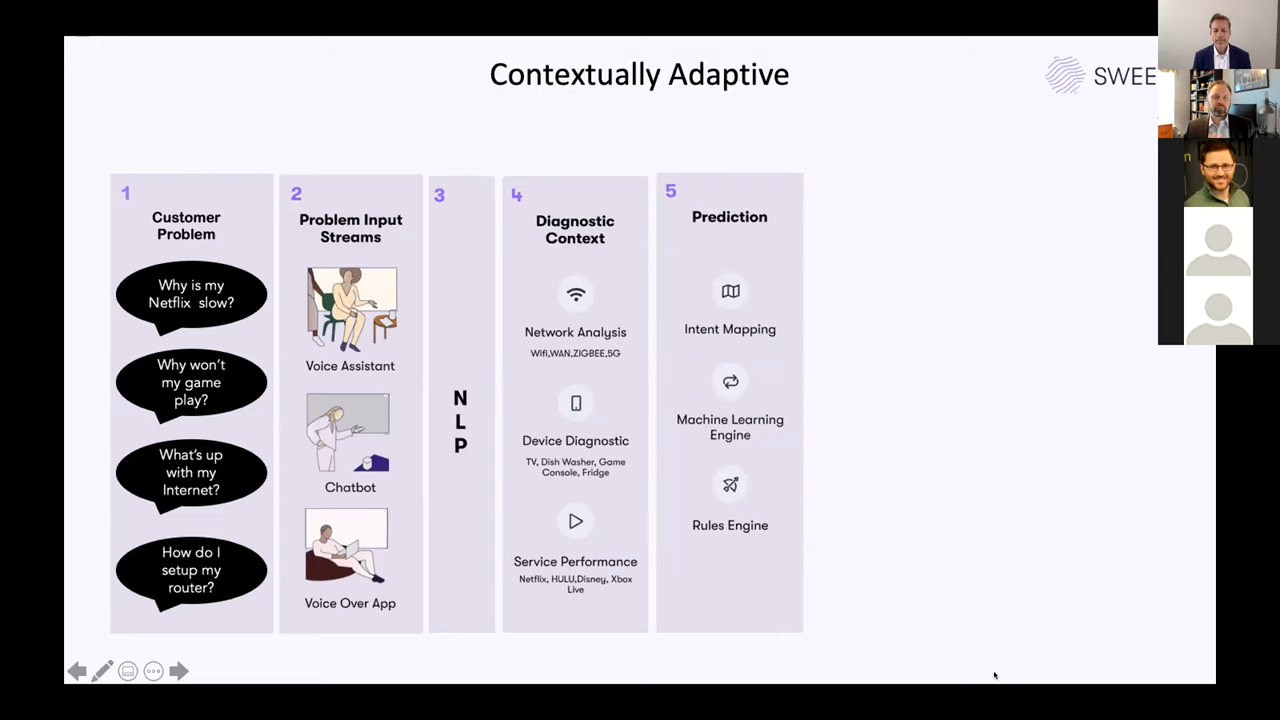 Contextually Adaptive
SWEE
1
Customer
Problem
Why is my
Netflix slow?
Why won't
my game
play?
What's up
with my
Internet?
How do I
setup my
router?
2
Problem Input
Streams
Voice Assistant
Chatbot
Voice Over App
3
N
L
P
4
Diagnostic
Context
Network Analysis
Wifi,WAN,ZIGBEE,5G
Device Diagnostic
TV, Dish Washer, Game
Console, Fridge
Service Performance
Netflix, HULU,Disney, Xbox
Live
5
Prediction
Intent Mapping
Machine Learning
Engine
Rules Engine